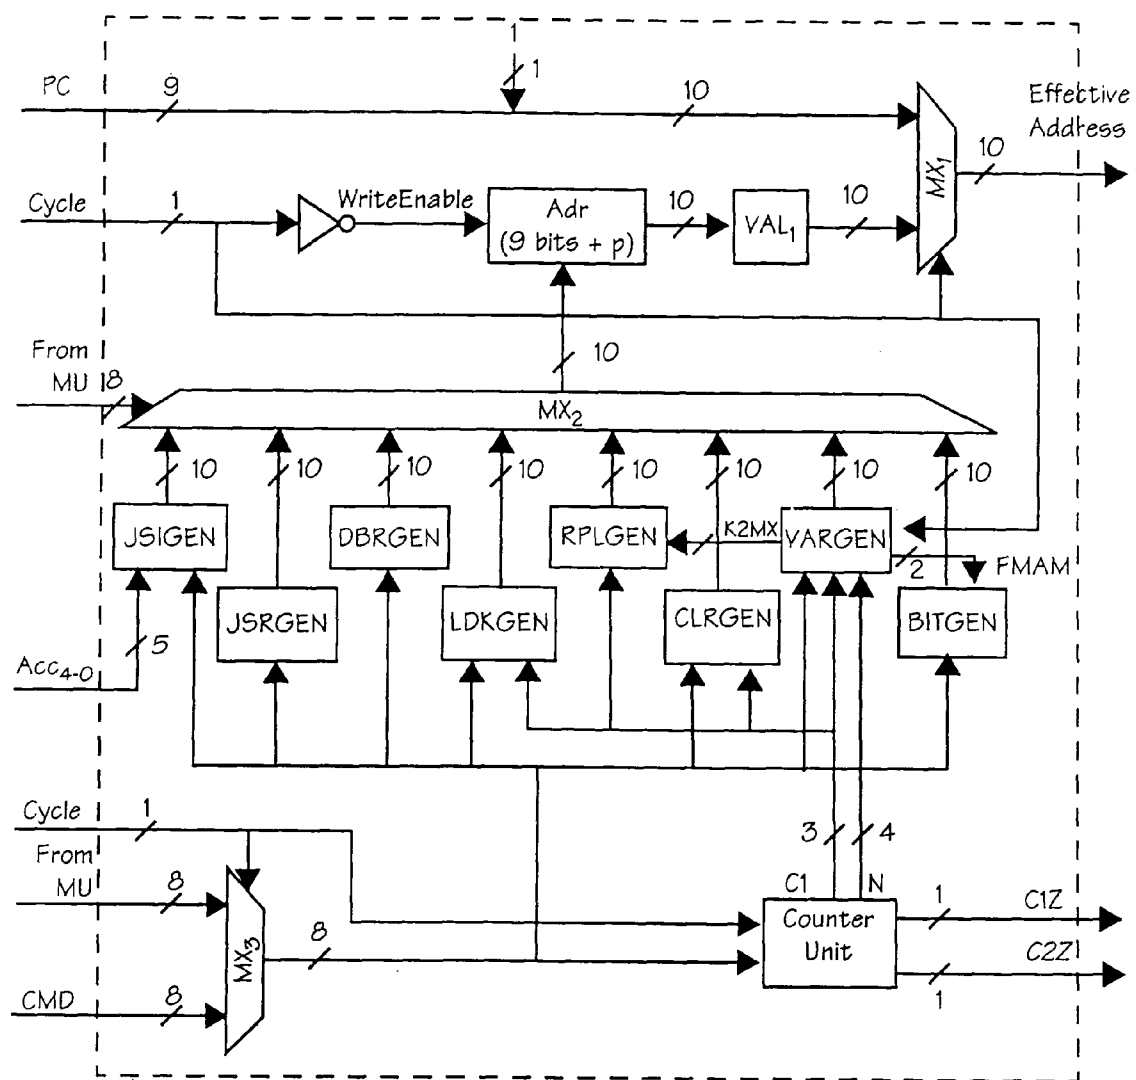 1
PC
9
1
10
Effective
Address
MX1
10
Cycle
1
WriteEnable
Adr
(9 bits + p)
10
VAL1
10
From
MU
8
10
MX2
10
10
10
10
10
10
10
10
JSIGEN
DBRGEN
RPLGEN
K2MX
VARGEN
2
FMAM
JSRGEN
LDKGEN
CLRGEN
BITGEN
5
Acc4-0
Cycle
1
From
MU
8
MX3
8
CMD
8
3
4
C1
N
Counter
Unit
1
C1Z
C2Z
1